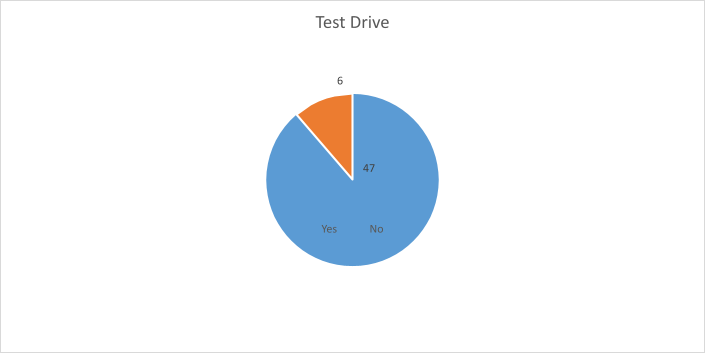 Test Drive
6
47
Yes No